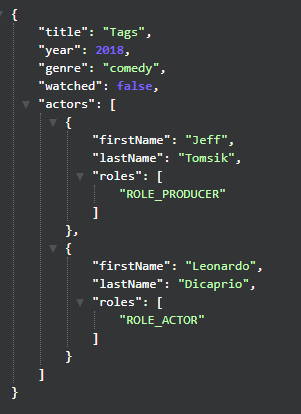 {
"title": "Tags",
"year": 2018,
"genre": "comedy",
"watched": false,
"actors": [
{
"firstName": "Jeff",
"lastName": "Tomsik",
"roles": [
"ROLE_PRODUCER"
]
},
{
"firstName": "Leonardo",
"lastName": "Dicaprio",
"roles": [
"ROLE_ACTOR"
]
}
]
}